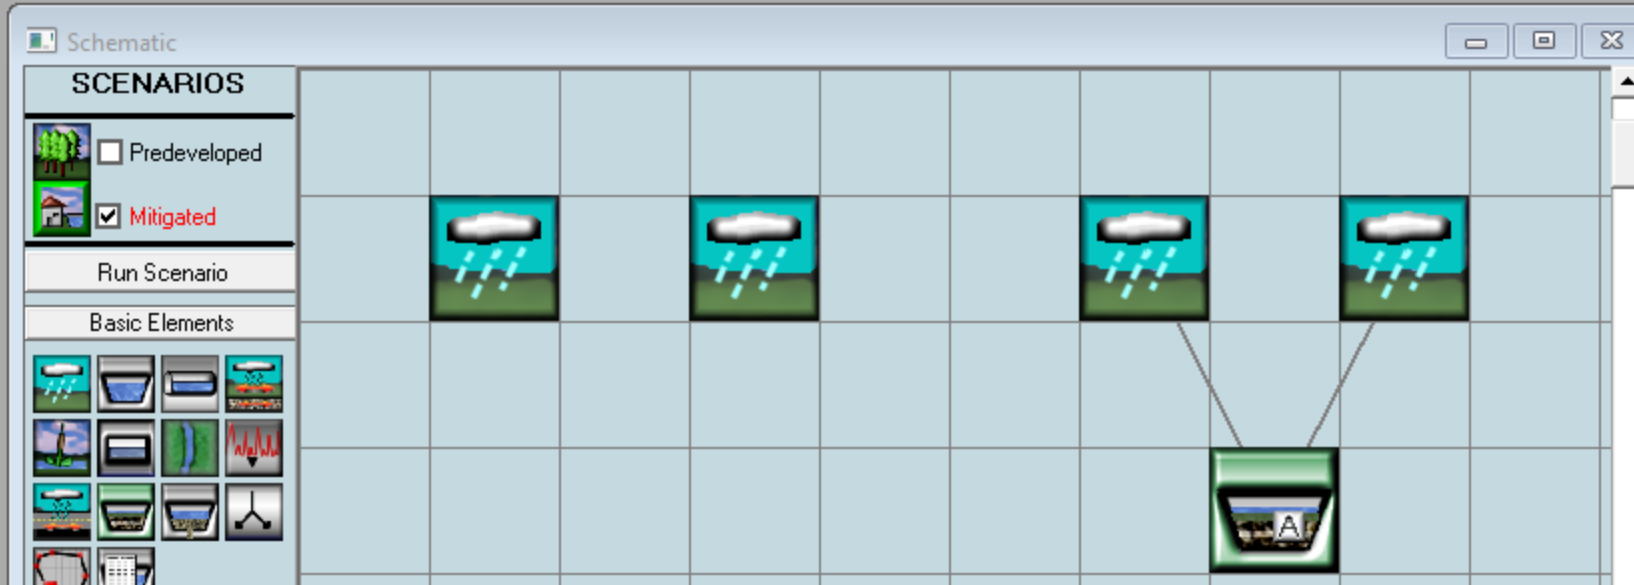 Schematic
SCENARIOS
Predeveloped
Mitigated
Run Scenario
Basic Elements
A